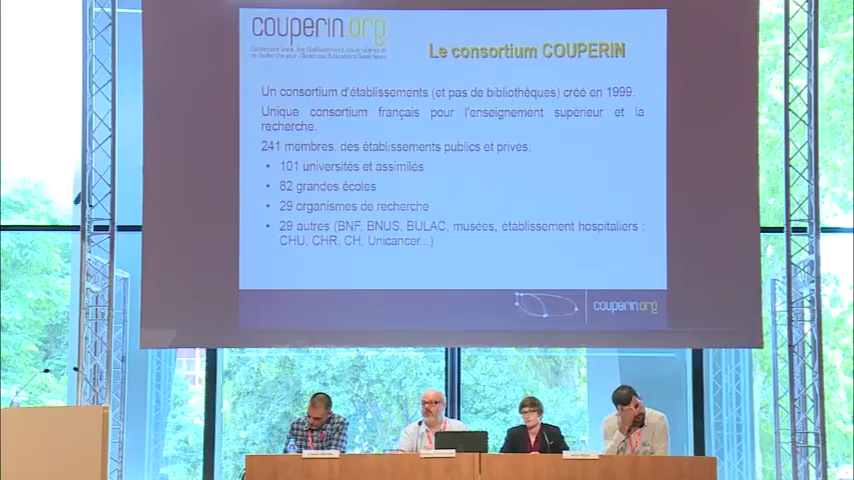 couperin.org
Le consortium COUPERIN
Un consortium d'établissements (et pas de bibliothèques) créé en 1999.
Unique consortium français pour l'enseignement supérieur et la
recherche.
241 membres, des établissements publics et privés.
• 101 universités et assimilés
• 82 grandes écoles
• 29 organismes de recherche
• 29 autres (BNF, BNUS, BULAC, musées, établissement hospitaliers :
CHU, CHR, CH, Unicancer...)
couperin.org